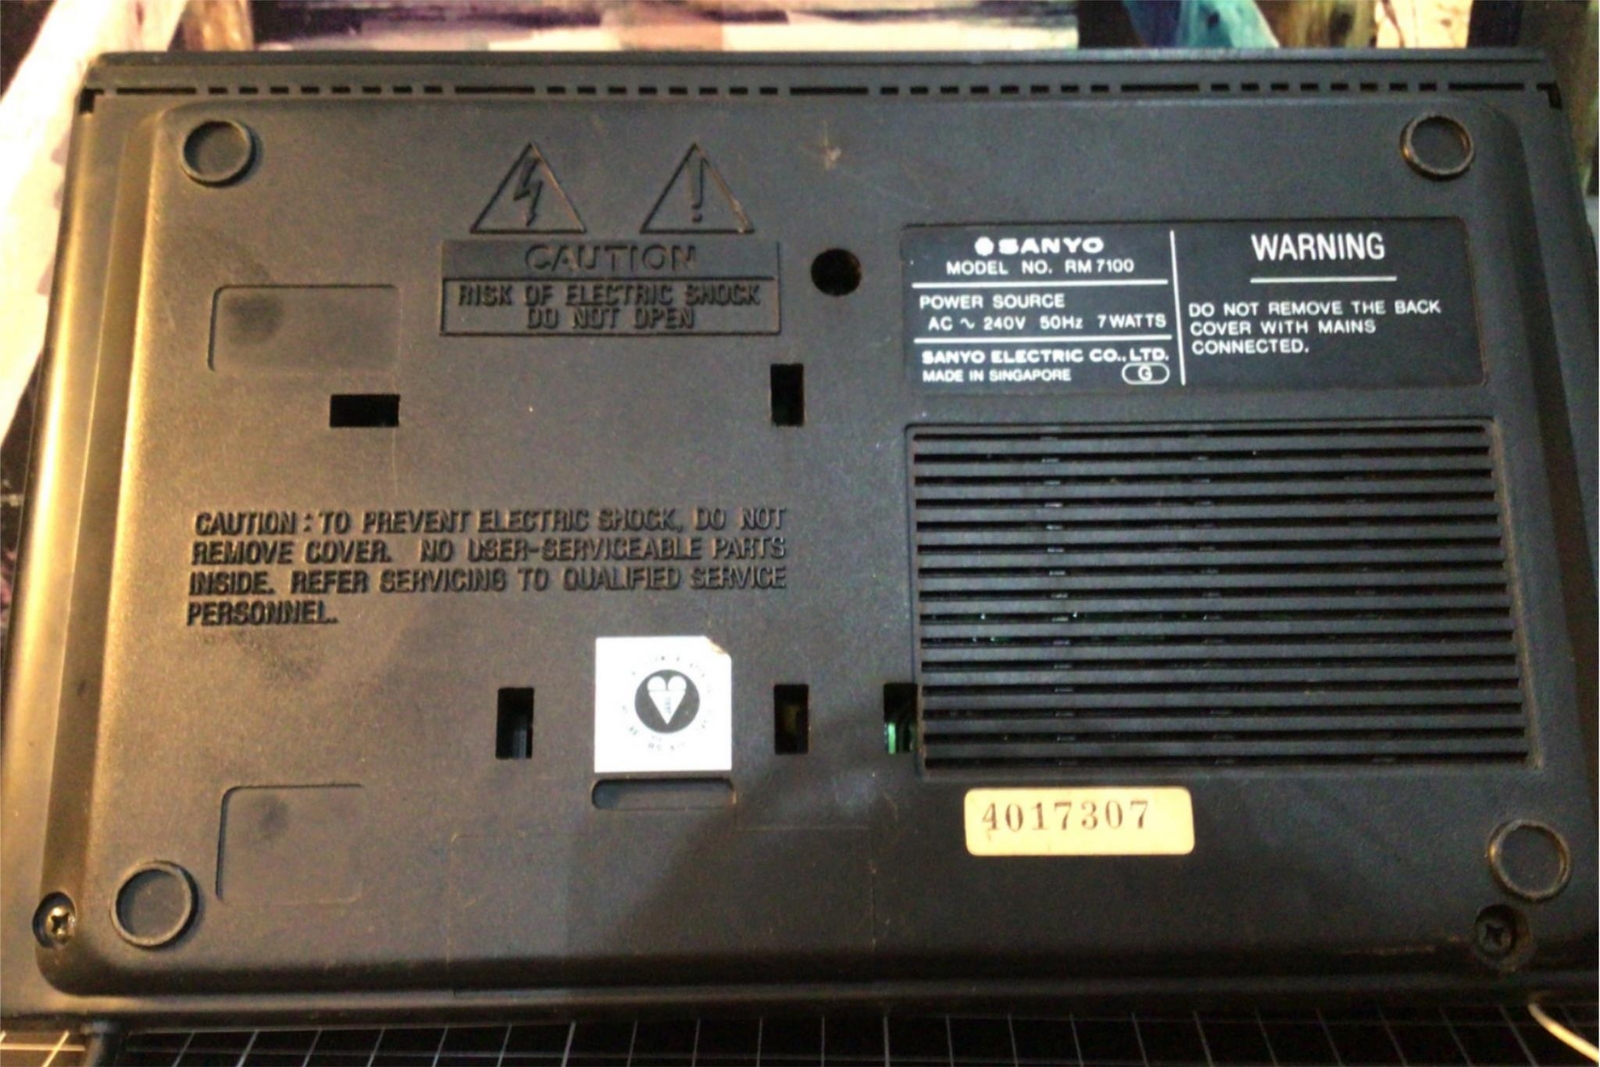 CAUTION
RISK OF ELECTRIC SHOCK
DO NOT OPEN
SANYO
MODEL NO. RM 7100
POWER SOURCE
AC ~ 240V 50Hz 7 WATTS
SANYO ELECTRIC CO., LTD.
MADE IN SINGAPORE G
WARNING
DO NOT REMOVE THE BACK
COVER WITH MAINS
CONNECTED.
CAUTION : TO PREVENT ELECTRIC SHOCK, DO NOT
REMOVE COVER. NO USER-SERVICEABLE PARTS
INSIDE. REFER SERVICING TO QUALIFIED SERVICE
PERSONNEL.
4017307